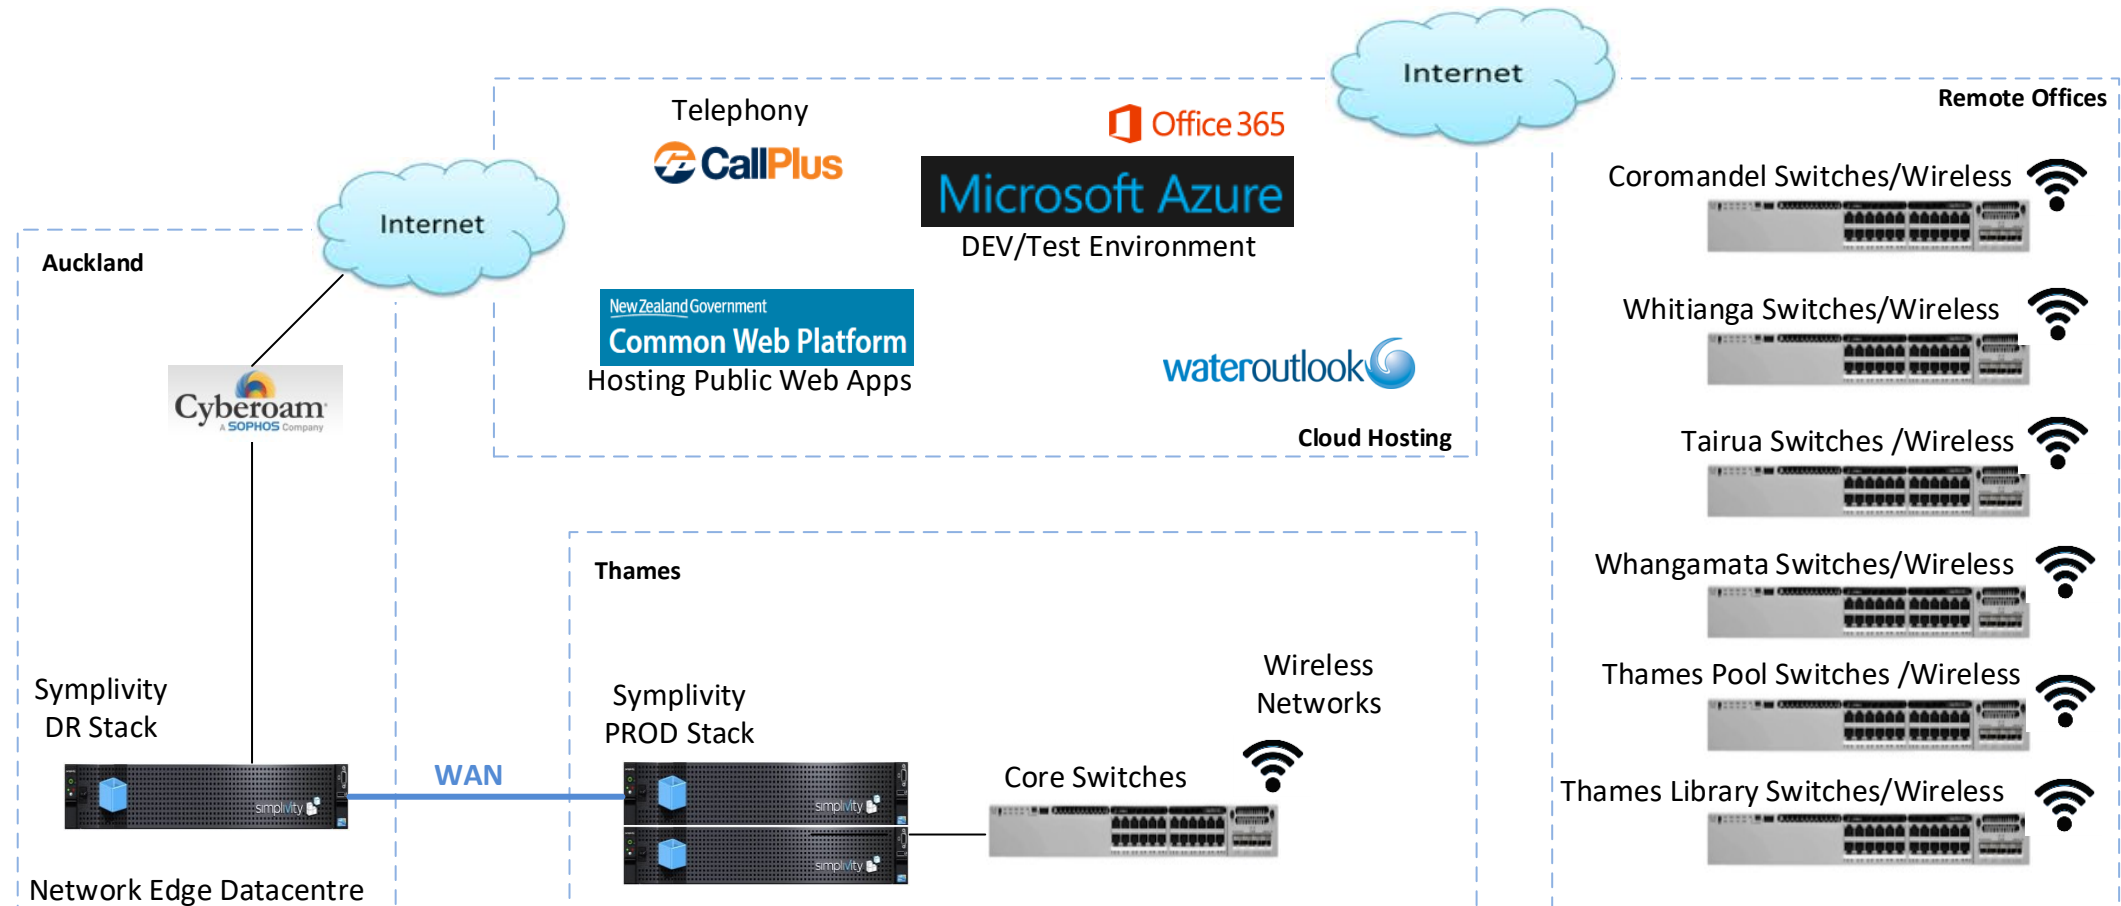 Internet
Remote Offices
Telephony
CallPlus
Office 365
Microsoft Azure
DEV/Test Environment
Internet
Auckland
New Zealand Government
Common Web Platform
Hosting Public Web Apps
wateroutlook
Cloud Hosting
Cyberoam
A SOPHOS Company
Coromandel Switches/Wireless
Whitianga Switches/Wireless
Tairua Switches /Wireless
Whangamata Switches/Wireless
Thames Pool Switches /Wireless
Thames Library Switches/Wireless
Thames
Symplivity
DR Stack
simplivity
Network Edge Datacentre
WAN
Symplivity
PROD Stack
simplivity
simplivity
Core Switches
Wireless
Networks